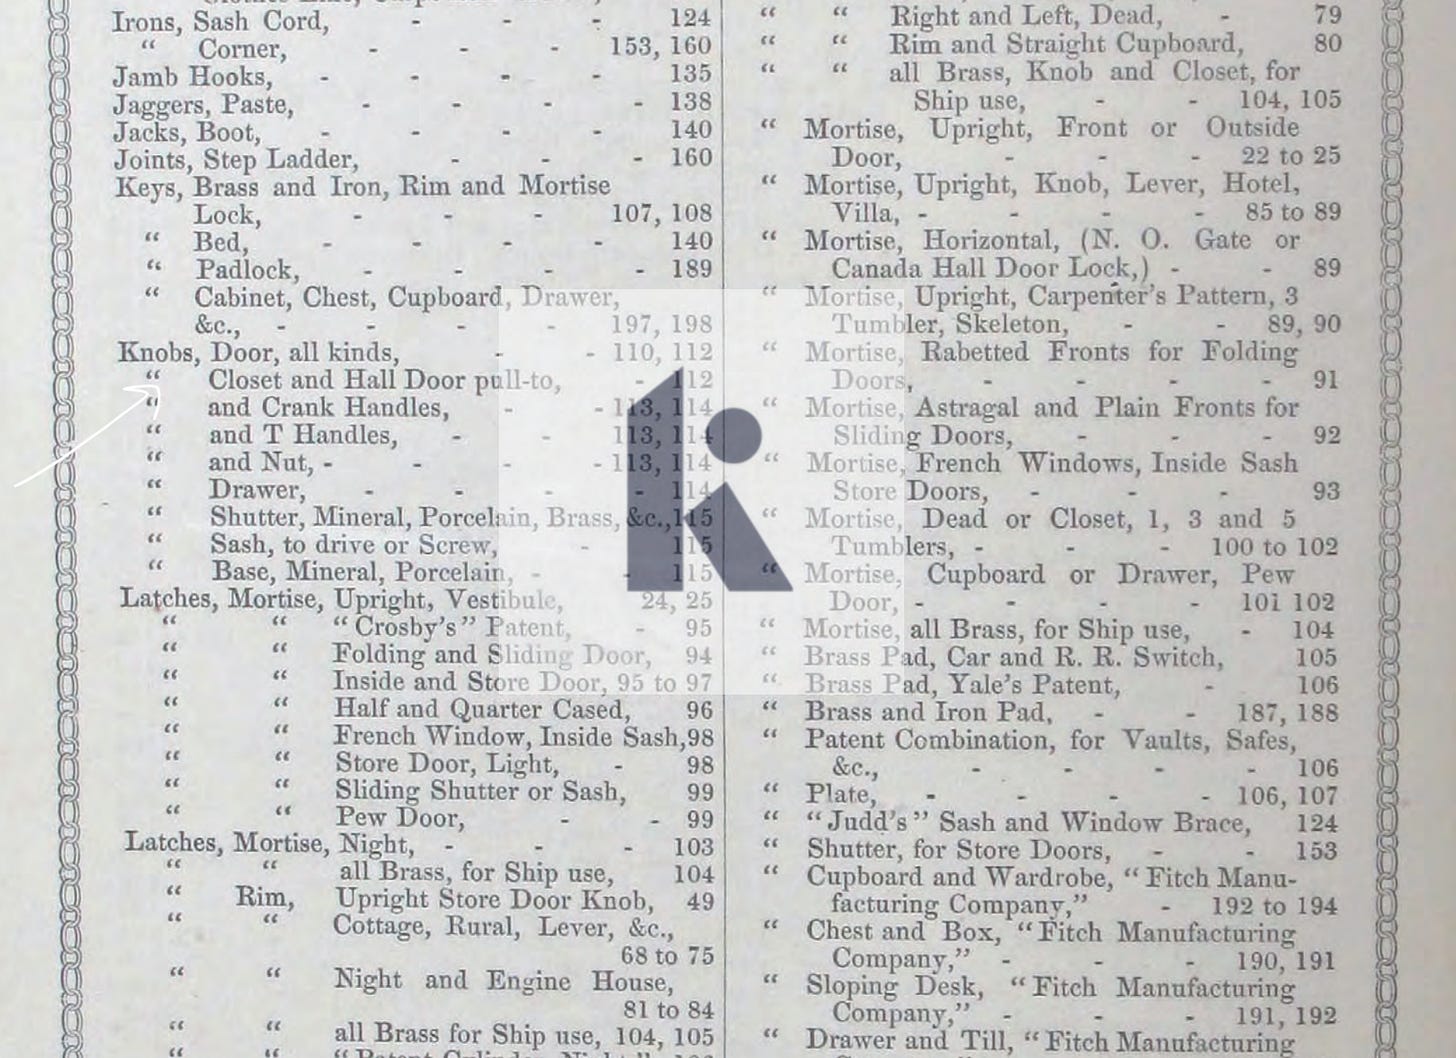 Irons, Sash Cord, - - - 124
“ Corner, - - - 153, 160
Jamb Hooks, - - - - 135
Jaggers, Paste, - - - - 138
Jacks, Boot, - - - - 140
Joints, Step Ladder, - - - 160
Keys, Brass and Iron, Rim and Mortise
Lock, - - - 107, 108
“ Bed, - - - - 140
“ Padlock, - - - - 189
“ Cabinet, Chest, Cupboard, Drawer,
&c., - - - - 197, 198
Knobs, Door, all kinds, - - 110, 112
“ Closet and Hall Door pull-to, - 112
“ and Crank Handles, - - 113, 114
“ and T Handles, - - 113, 114
“ and Nut, - - - - 113, 114
“ Drawer, - - - - 114
“ Shutter, Mineral, Porcelain, Brass, &c., 115
“ Sash, to drive or Screw, - 115
“ Base, Mineral, Porcelain, - - 115
Latches, Mortise, Upright, Vestibule, 24, 25
“ “ “Crosby’s” Patent, - 95
“ “ Folding and Sliding Door, 94
“ “ Inside and Store Door, 95 to 97
“ “ Half and Quarter Cased, 96
“ “ French Window, Inside Sash, 98
“ “ Store Door, Light, - 98
“ “ Sliding Shutter or Sash, 99
“ “ Pew Door, - - 99
Latches, Mortise, Night, - - - 103
“ “ all Brass, for Ship use, 104
“ Rim, Upright Store Door Knob, 49
“ “ Cottage, Rural, Lever, &c.,
68 to 75
“ “ Night and Engine House,
81 to 84
“ “ all Brass for Ship use, 104, 105
“ “ Right and Left, Dead, - 79
“ “ Rim and Straight Cupboard, 80
“ “ all Brass, Knob and Closet, for
Ship use, - - 104, 105
“ Mortise, Upright, Front or Outside
Door, - - - 22 to 25
“ Mortise, Upright, Knob, Lever, Hotel,
Villa, - - - - 85 to 89
“ Mortise, Horizontal, (N. O. Gate or
Canada Hall Door Lock,) - - 89
“ Mortise, Upright, Carpenter’s Pattern, 3
Tumbler, Skeleton, - - 89, 90
“ Mortise, Rabetted Fronts for Folding
Doors, - - - - 91
“ Mortise, Astragal and Plain Fronts for
Sliding Doors, - - - 92
“ Mortise, French Windows, Inside Sash
Store Doors, - - - 93
“ Mortise, Dead or Closet, 1, 3 and 5
Tumblers, - - - 100 to 102
“ Mortise, Cupboard or Drawer, Pew
Door, - - - - 101 102
“ Mortise, all Brass, for Ship use, - 104
“ Brass Pad, Car and R. R. Switch, 105
“ Brass Pad, Yale’s Patent, - 106
“ Brass and Iron Pad, - - 187, 188
“ Patent Combination, for Vaults, Safes,
&c., - - - - 106
“ Plate, - - - - 106, 107
“ “Judd’s” Sash and Window Brace, 124
“ Shutter, for Store Doors, - - 153
“ Cupboard and Wardrobe, “Fitch Manu-
facturing Company,” - 192 to 194
“ Chest and Box, “Fitch Manufacturing
Company,” - - - 190, 191
“ Sloping Desk, “Fitch Manufacturing
Company,” - - - 191, 192
“ Drawer and Till, “Fitch Manufacturing